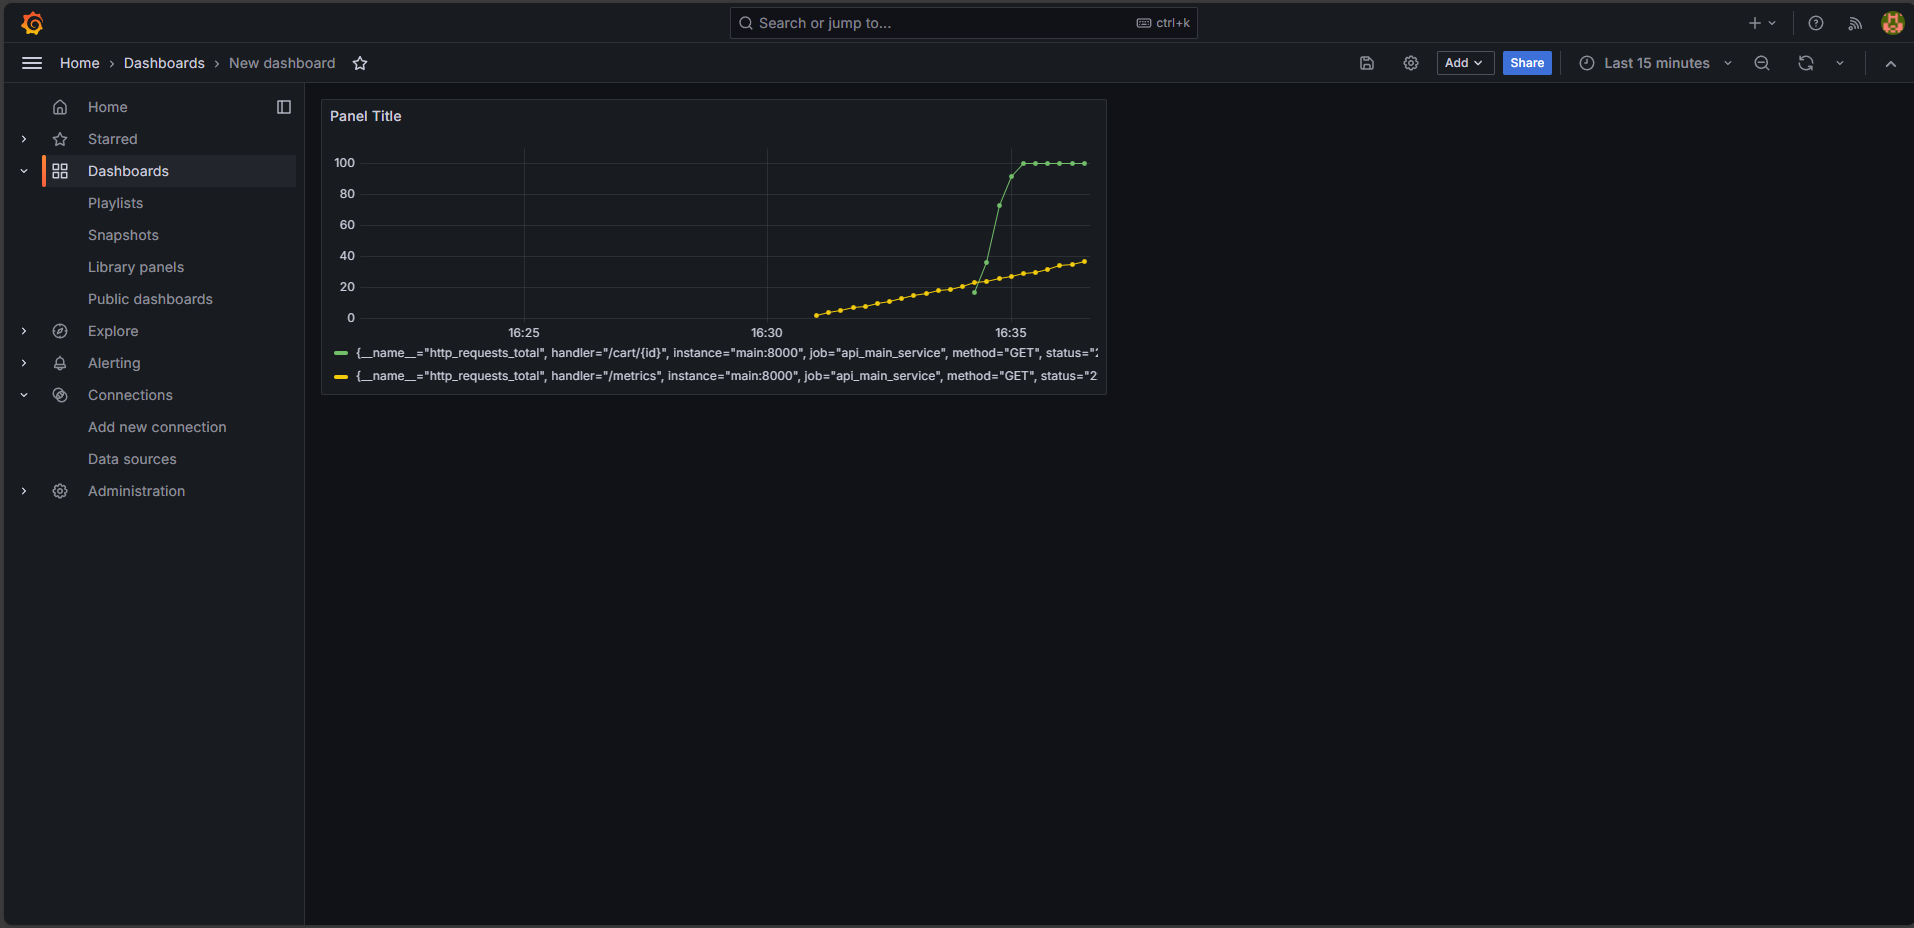 Search or jump to... ctrl+k
Home › Dashboards › New dashboard Add Share Last 15 minutes
Home
Starred
Dashboards
Playlists
Snapshots
Library panels
Public dashboards
Explore
Alerting
Connections
Add new connection
Data sources
Administration
Panel Title
100
80
60
40
20
0
16:25 16:30 16:35
{__name__="http_requests_total", handler="/cart/{id}", instance="main:8000", job="api_main_service", method="GET", status="2
{__name__="http_requests_total", handler="/metrics", instance="main:8000", job="api_main_service", method="GET", status="2